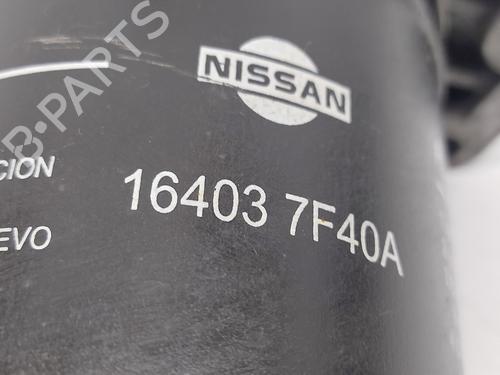 B-PARTS
NISSAN
CION
16403 7F40A
EVO